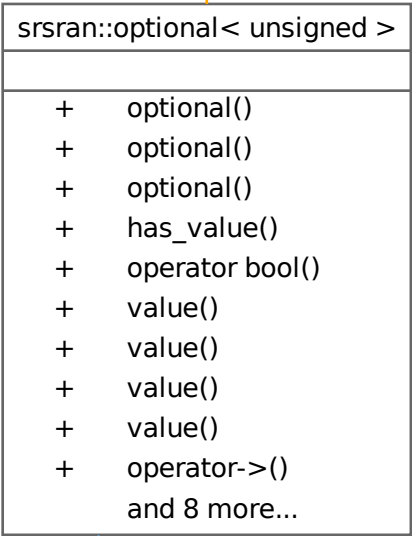 srsran::optional< unsigned >
+ optional()
+ optional()
+ optional()
+ has_value()
+ operator bool()
+ value()
+ value()
+ value()
+ value()
+ operator->()
and 8 more...